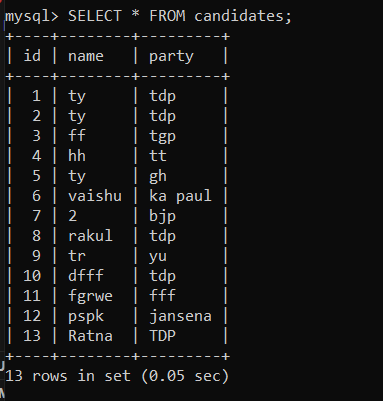 mysql> SELECT * FROM candidates;
+----+--------+---------+
| id | name   | party   |
+----+--------+---------+
|  1 | ty     | tdp     |
|  2 | ty     | tdp     |
|  3 | ff     | tgp     |
|  4 | hh     | tt      |
|  5 | ty     | gh      |
|  6 | vaishu | ka paul |
|  7 | 2      | bjp     |
|  8 | rakul  | tdp     |
|  9 | tr     | yu      |
| 10 | dfff   | tdp     |
| 11 | fgrwe  | fff     |
| 12 | pspk   | jansena |
| 13 | Ratna  | TDP     |
+----+--------+---------+
13 rows in set (0.05 sec)